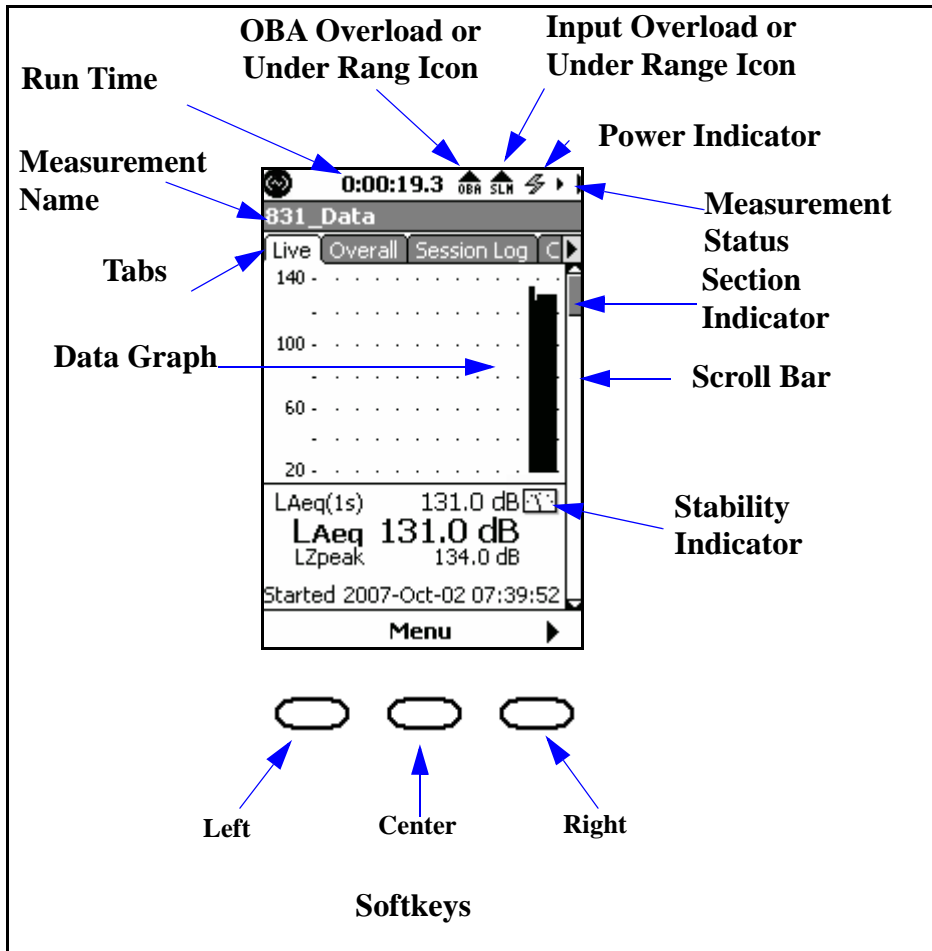 OBA Overload or
Under Rang Icon
Input Overload or
Under Range Icon
Run Time
Power Indicator
Measurement
Name
0:00:19.3 OBA SLM
831_Data
Measurement
Status
Tabs
Live Overall Session Log C
Section
Indicator
140
100
Data Graph
Scroll Bar
60
20
LAeq(1s) 131.0 dB
LAeq 131.0 dB
LZpeak 134.0 dB
Stability
Indicator
Started 2007-Oct-02 07:39:52
Menu
Left
Center
Right
Softkeys